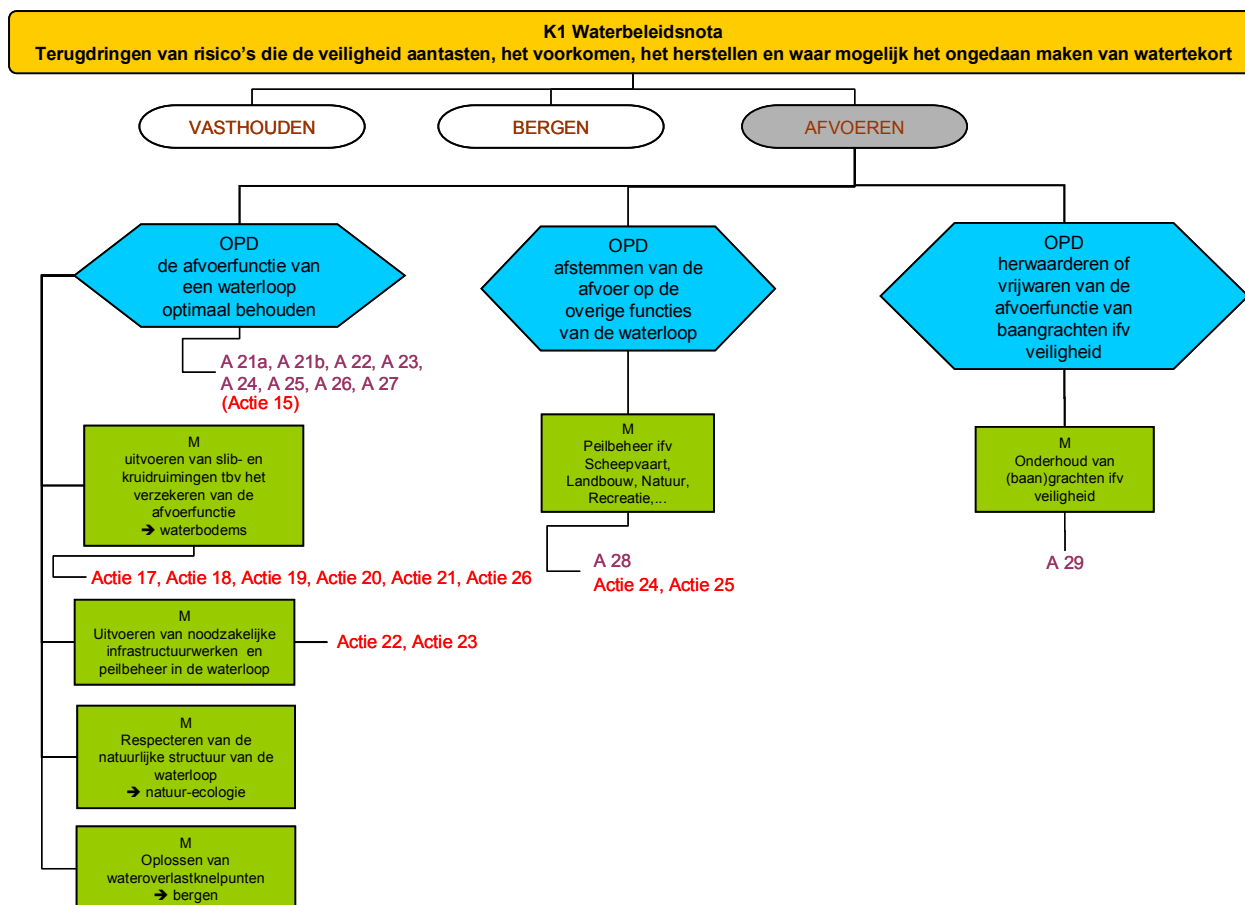 K1 Waterbeleidsnota
Terugdringen van risico's die de veiligheid aantasten, het voorkomen, het herstellen en waar mogelijk het ongedaan maken van watertekort
VASTHOUDEN
BERGEN
AFVOEREN
OPD
de afvoerfunctie van
een waterloop
optimaal behouden
A 21a, A 21b, A 22, A 23,
A 24, A 25, A 26, A 27
(Actie 15)
M
uitvoeren van slib- en
kruidruimingen tbv het
verzekeren van de
afvoerfunctie
➔ waterbodems
Actie 17, Actie 18, Actie 19, Actie 20, Actie 21, Actie 26
M
Uitvoeren van noodzakelijke
infrastructuurwerken en
peilbeheer in de waterloop
Actie 22, Actie 23
M
Respecteren van de
natuurlijke structuur van de
waterloop
➔ natuur-ecologie
M
Oplossen van
wateroverlastknelpunten
➔ bergen
OPD
afstemmen van de
afvoer op de
overige functies
van de waterloop
M
Peilbeheer ifv
Scheepvaart,
Landbouw, Natuur,
Recreatie,...
A 28
Actie 24, Actie 25
OPD
herwaarderen of
vrijwaren van de
afvoerfunctie van
baangrachten ifv
veiligheid
M
Onderhoud van
(baan)grachten ifv
veiligheid
A 29